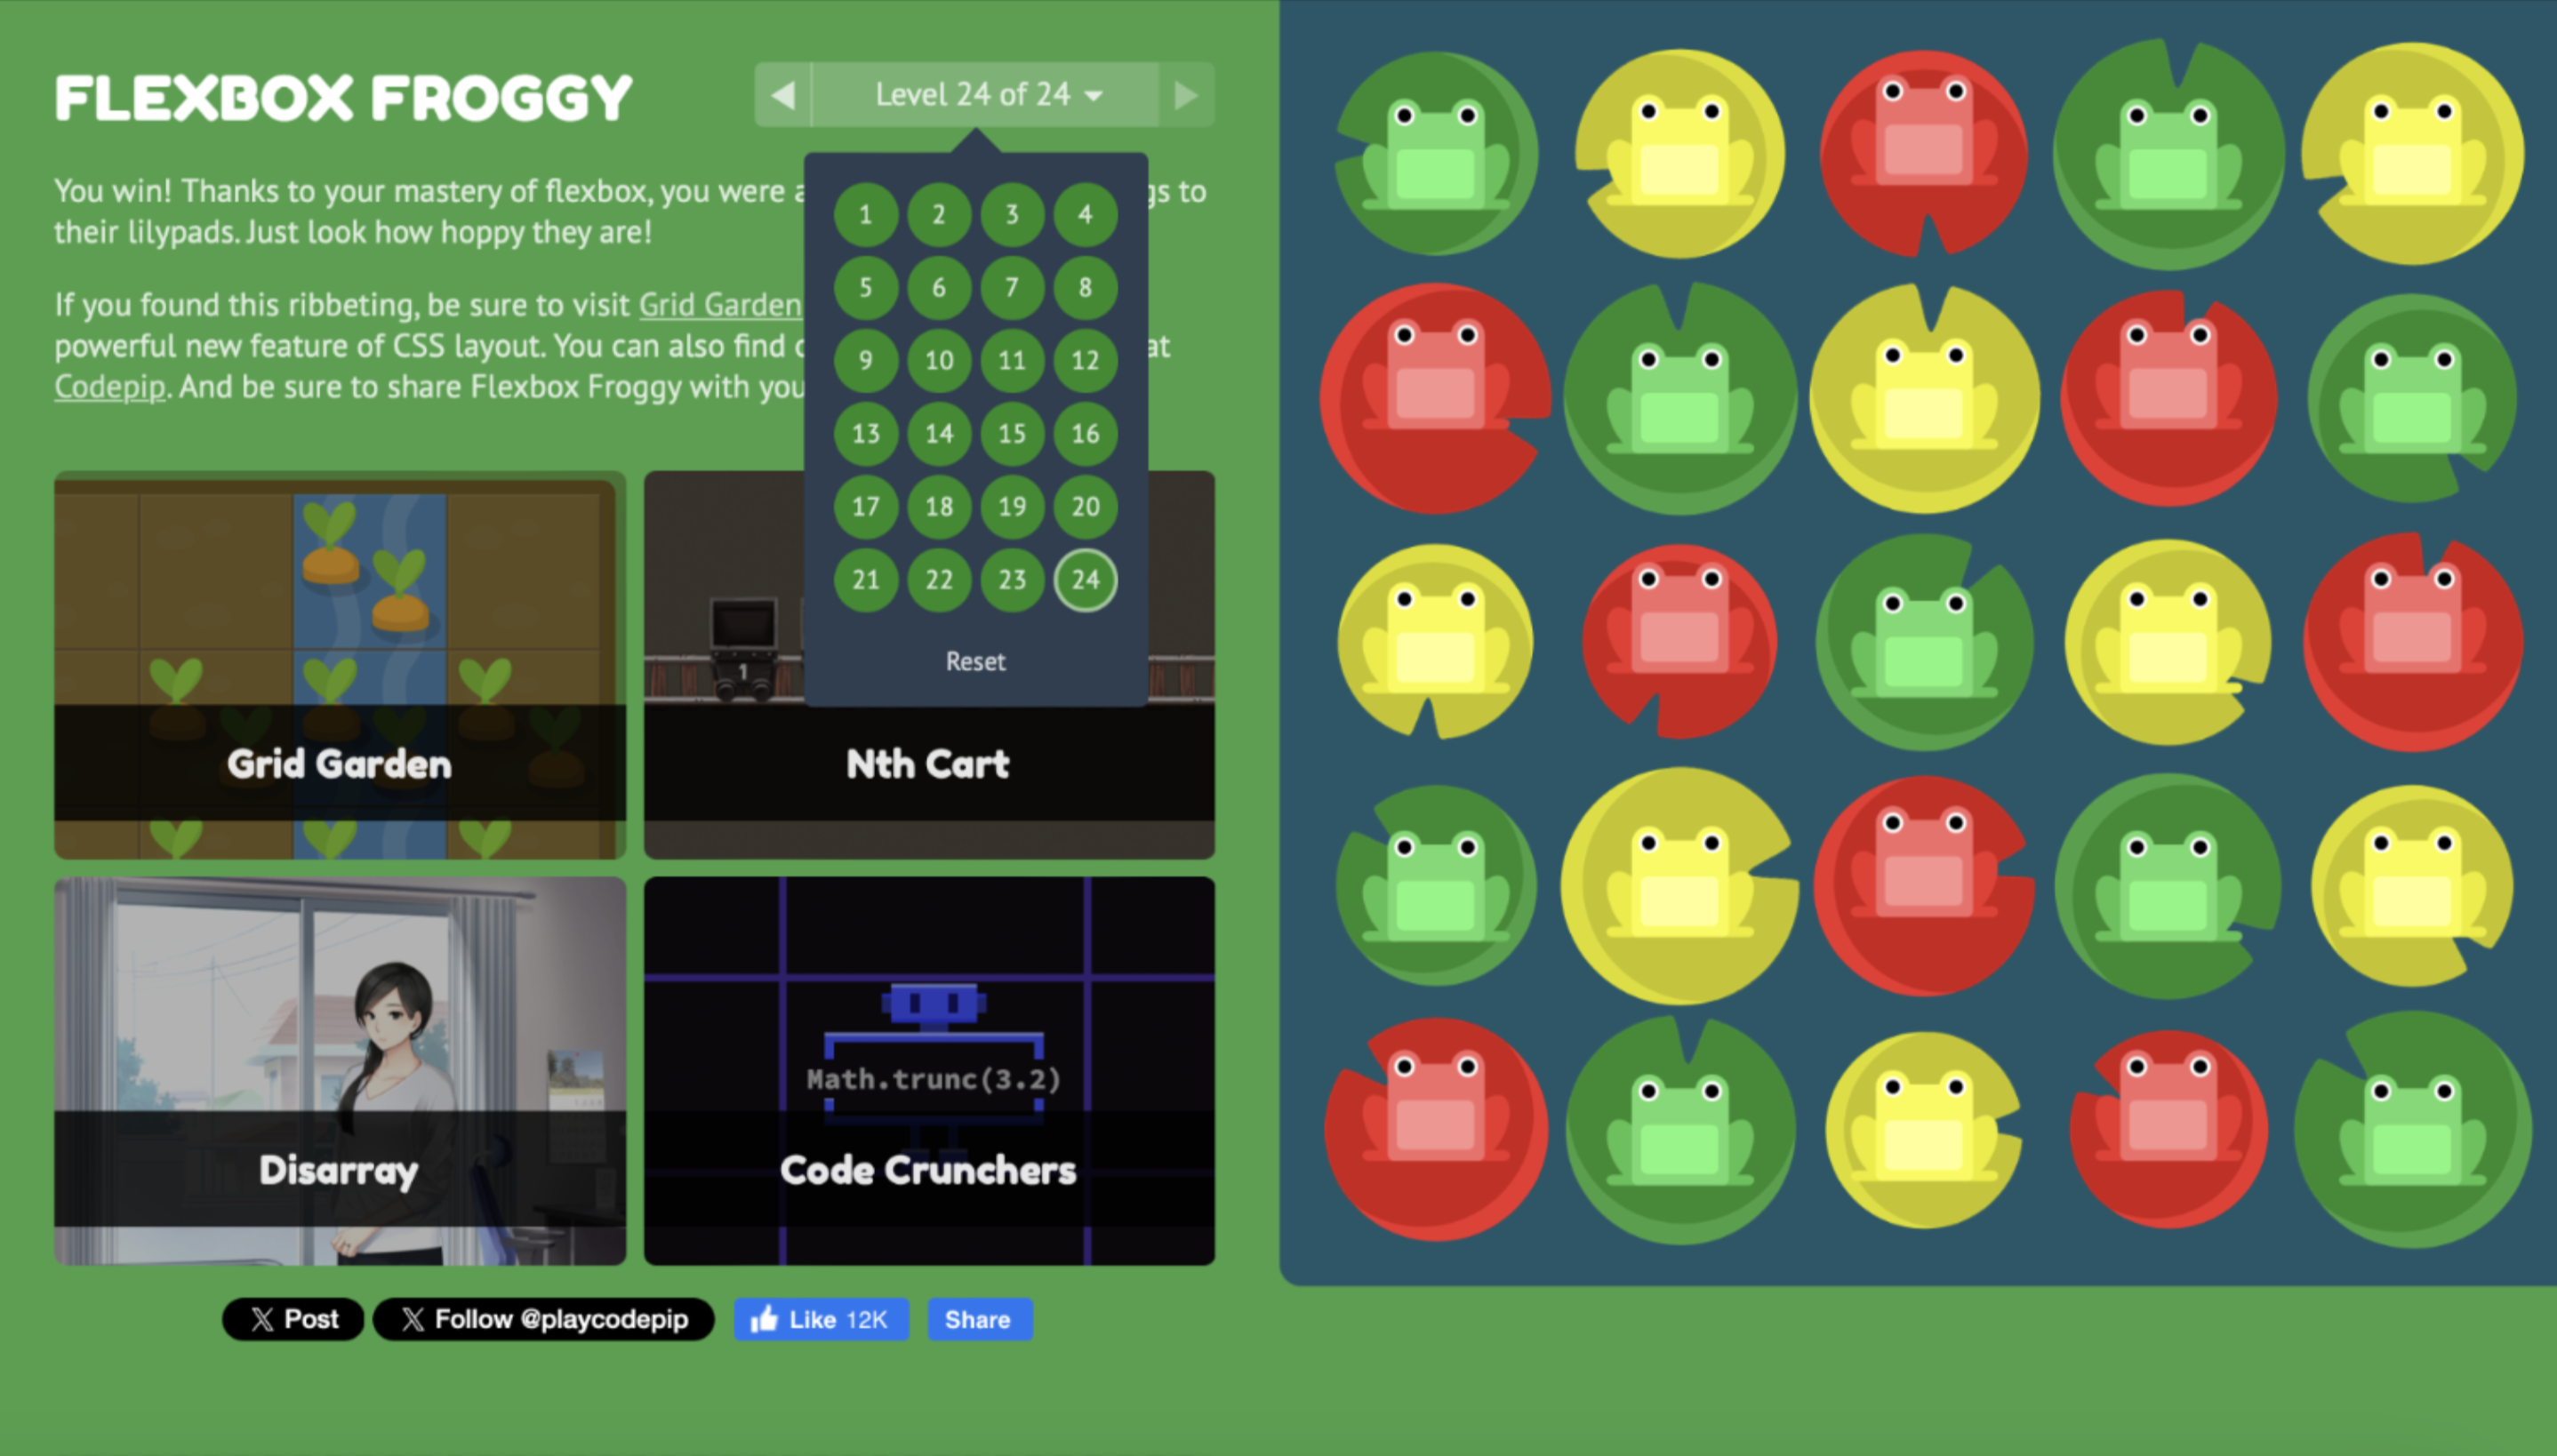 FLEXBOX FROGGY
Level 24 of 24
You win! Thanks to your mastery of flexbox, you were a
gs to
their lilypads. Just look how hoppy they are!
If you found this ribbeting, be sure to visit Grid Garden
powerful new feature of CSS layout. You can also find
at
Codepip. And be sure to share Flexbox Froggy with you
1 2 3 4
5 6 7 8
9 10 11 12
13 14 15 16
17 18 19 20
21 22 23 24
Reset
1
Grid Garden
Nth Cart
Math.trunc(3.2)
Disarray
Code Crunchers
X Post
X Follow @playcodepip
Like 12K
Share